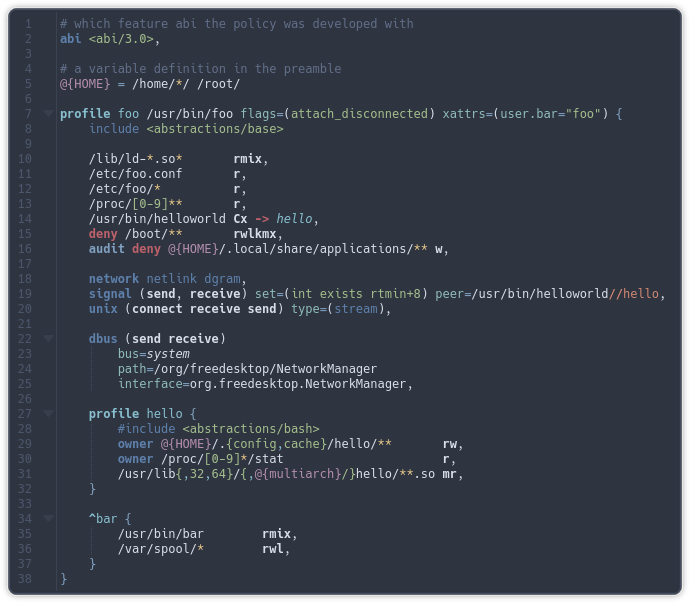 1 # which feature abi the policy was developed with
2 abi <abi/3.0>,
3
4 # a variable definition in the preamble
5 @{HOME} = /home/*/ /root/
6
7 profile foo /usr/bin/foo flags=(attach_disconnected) xattrs=(user.bar="foo") {
8     include <abstractions/base>
9
10     /lib/ld-*.so*       rmix,
11     /etc/foo.conf       r,
12     /etc/foo/*          r,
13     /proc/[0-9]**       r,
14     /usr/bin/helloworld Cx -> hello,
15     deny /boot/**       rwlkmx,
16     audit deny @{HOME}/.local/share/applications/** w,
17
18     network netlink dgram,
19     signal (send, receive) set=(int exists rtmin+8) peer=/usr/bin/helloworld//hello,
20     unix (connect receive send) type=(stream),
21
22     dbus (send receive)
23         bus=system
24         path=/org/freedesktop/NetworkManager
25         interface=org.freedesktop.NetworkManager,
26
27     profile hello {
28         #include <abstractions/bash>
29         owner @{HOME}/.{config,cache}/hello/**       rw,
30         owner /proc/[0-9]*/stat                      r,
31         /usr/lib{,32,64}/{,@{multiarch}/}hello/**.so mr,
32     }
33
34     ^bar {
35         /usr/bin/bar        rmix,
36         /var/spool/*        rwl,
37     }
38 }